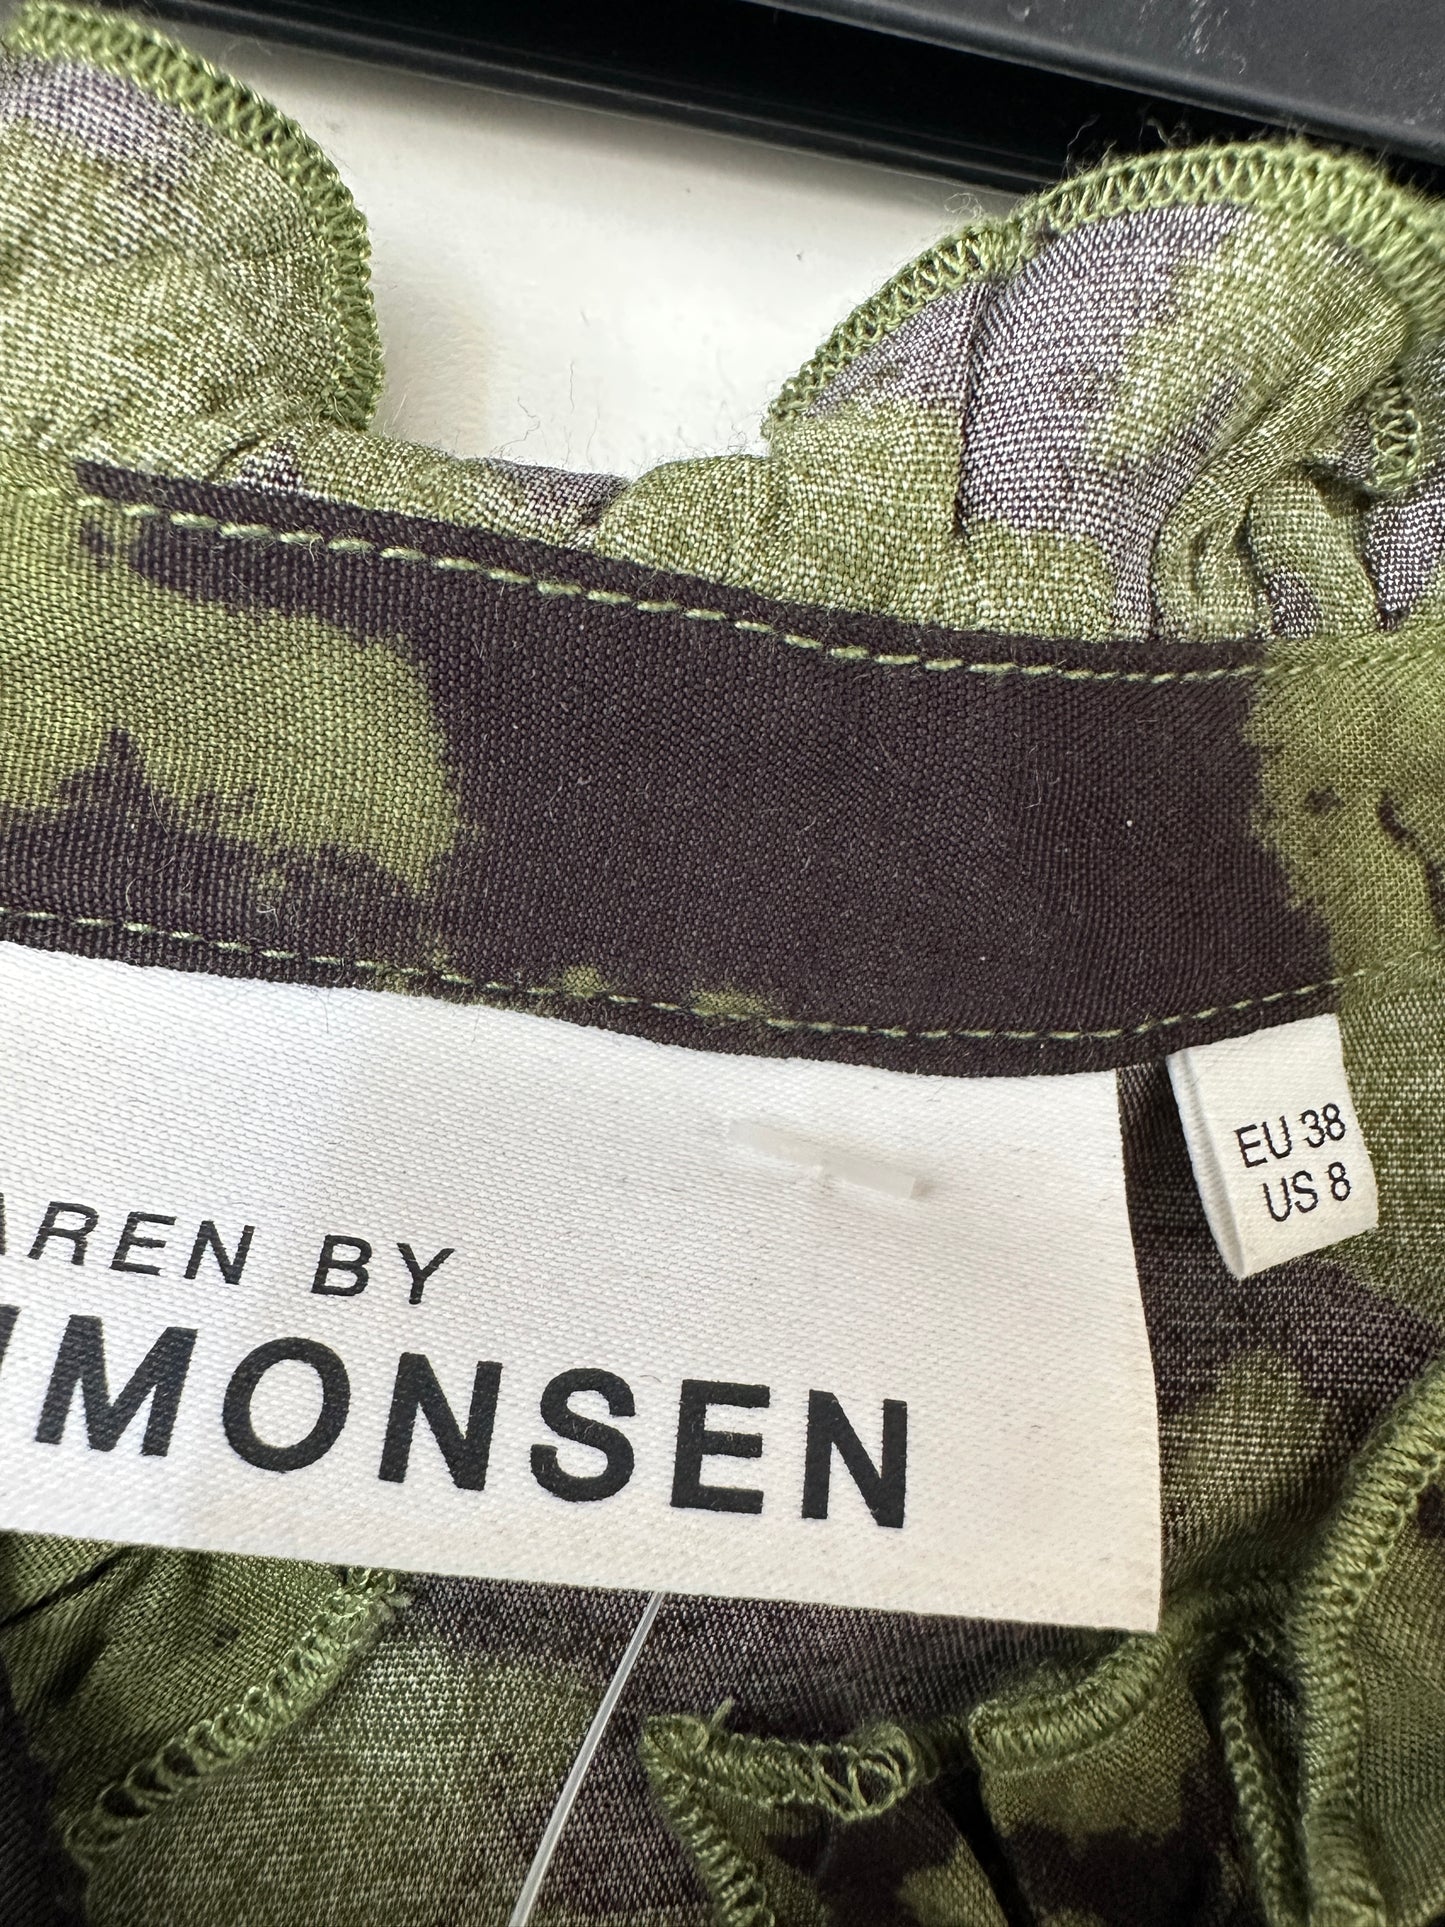 AREN BY
IMONSEN
EU 38
US 8